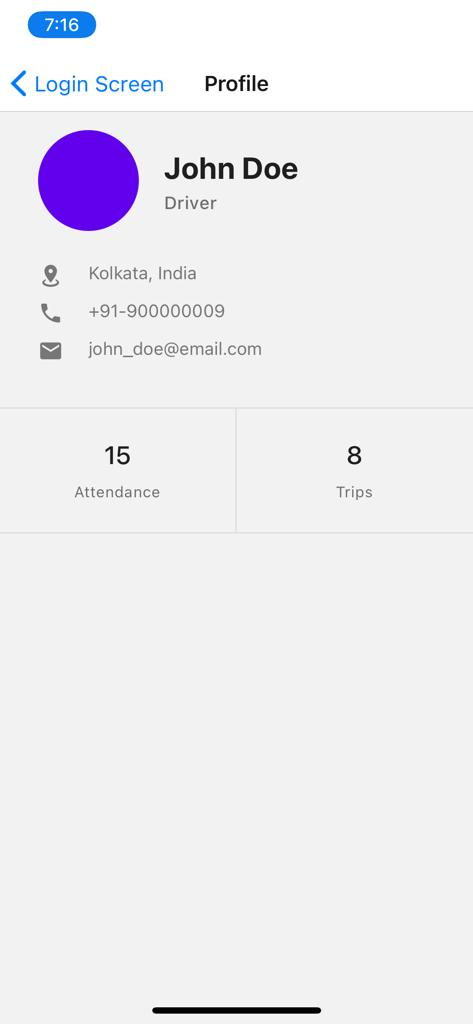 7:16
Login Screen Profile
John Doe
Driver
Kolkata, India
+91-900000009
john_doe@email.com
15 8
Attendance Trips